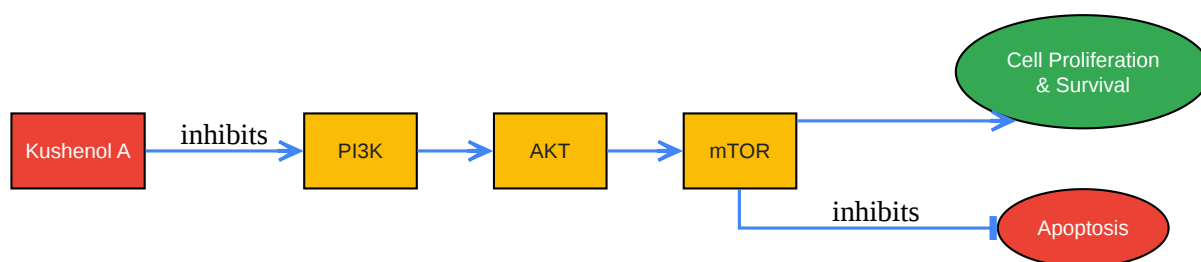 Cell Proliferation
& Survival
inhibits
Kushenol A
PI3K
AKT
mTOR
inhibits
Apoptosis